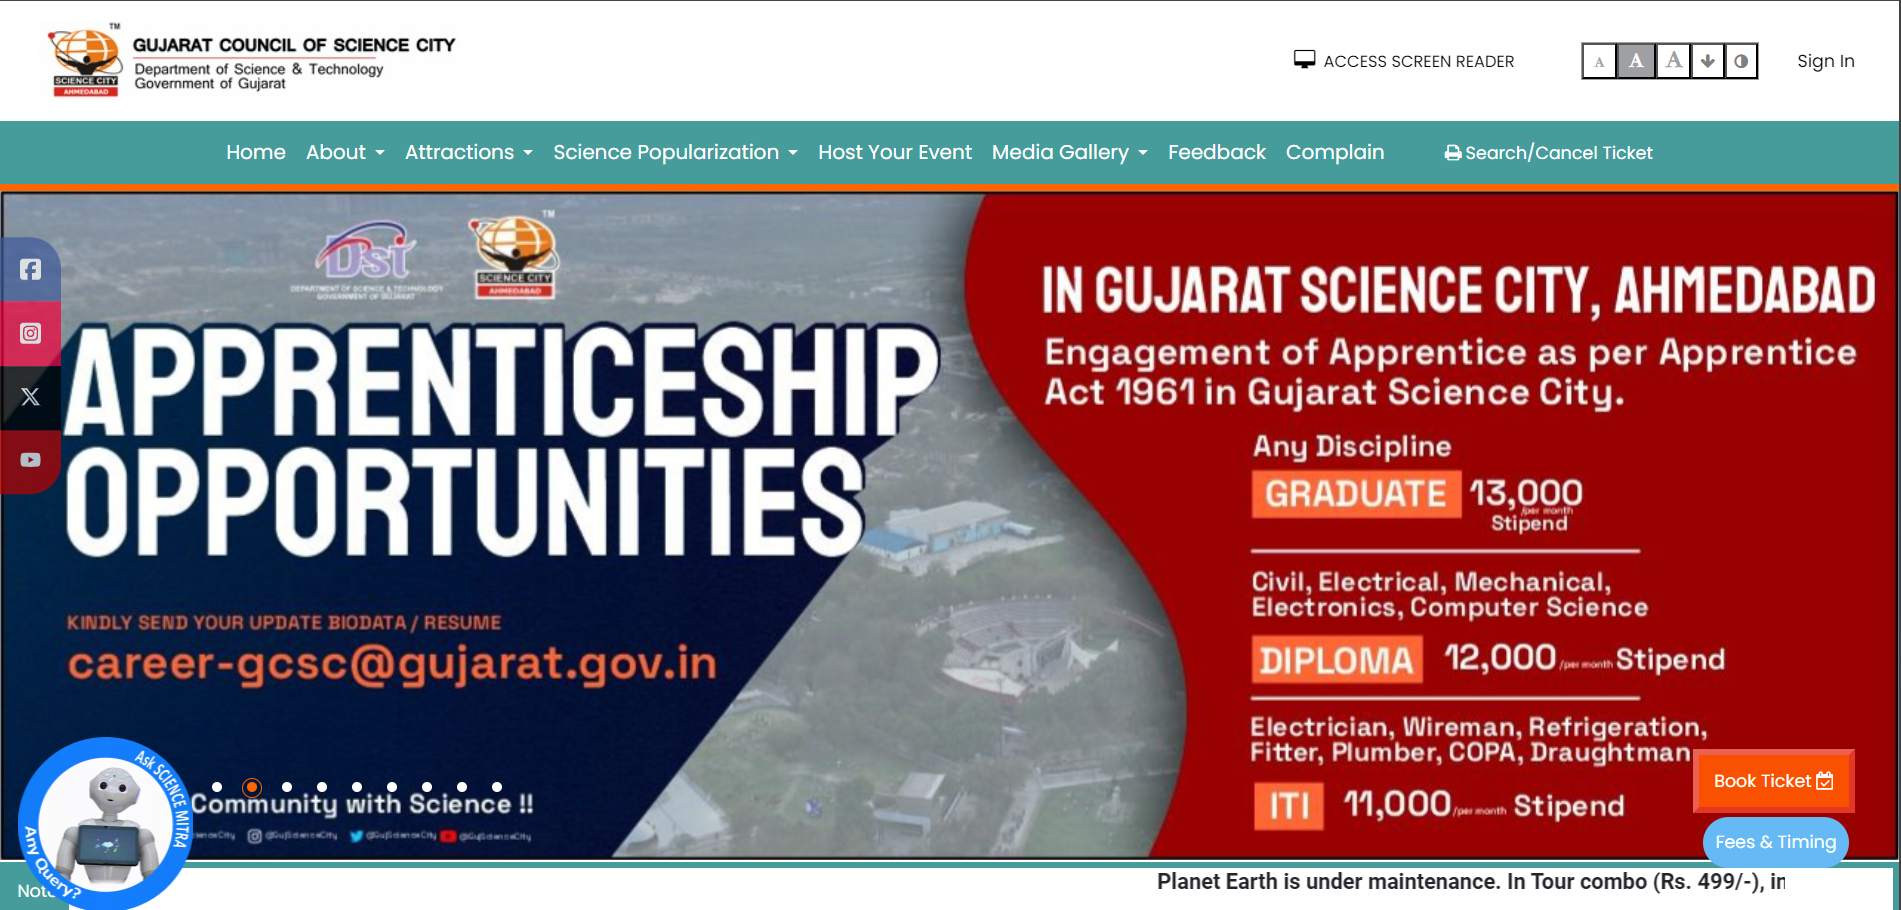 TM
SCIENCE CITY
AHMEDABAD
GUJARAT COUNCIL OF SCIENCE CITY
Department of Science & Technology
Government of Gujarat
ACCESS SCREEN READER
A A A
Sign In
Home About Attractions Science Popularization Host Your Event Media Gallery Feedback Complain Search/Cancel Ticket
Dst
DEPARTMENT OF SCIENCE & TECHNOLOGY
GOVERNMENT OF GUJARAT
TM
SCIENCE CITY
AHMEDABAD
APPRENTICESHIP
OPPORTUNITIES
KINDLY SEND YOUR UPDATE BIODATA / RESUME
career-gcsc@gujarat.gov.in
Community with Science !!
@GujScienceCity @GujScienceCity @GujScienceCity
IN GUJARAT SCIENCE CITY, AHMEDABAD
Engagement of Apprentice as per Apprentice
Act 1961 in Gujarat Science City.
Any Discipline
GRADUATE 13,000
/per month
Stipend
Civil, Electrical, Mechanical,
Electronics, Computer Science
DIPLOMA 12,000 /per month Stipend
Electrician, Wireman, Refrigeration,
Fitter, Plumber, COPA, Draughtman
ITI 11,000 /per month Stipend
Book Ticket
Fees & Timing
Ask SCIENCE MITRA
Any Query?
Note
Planet Earth is under maintenance. In Tour combo (Rs. 499/-), in